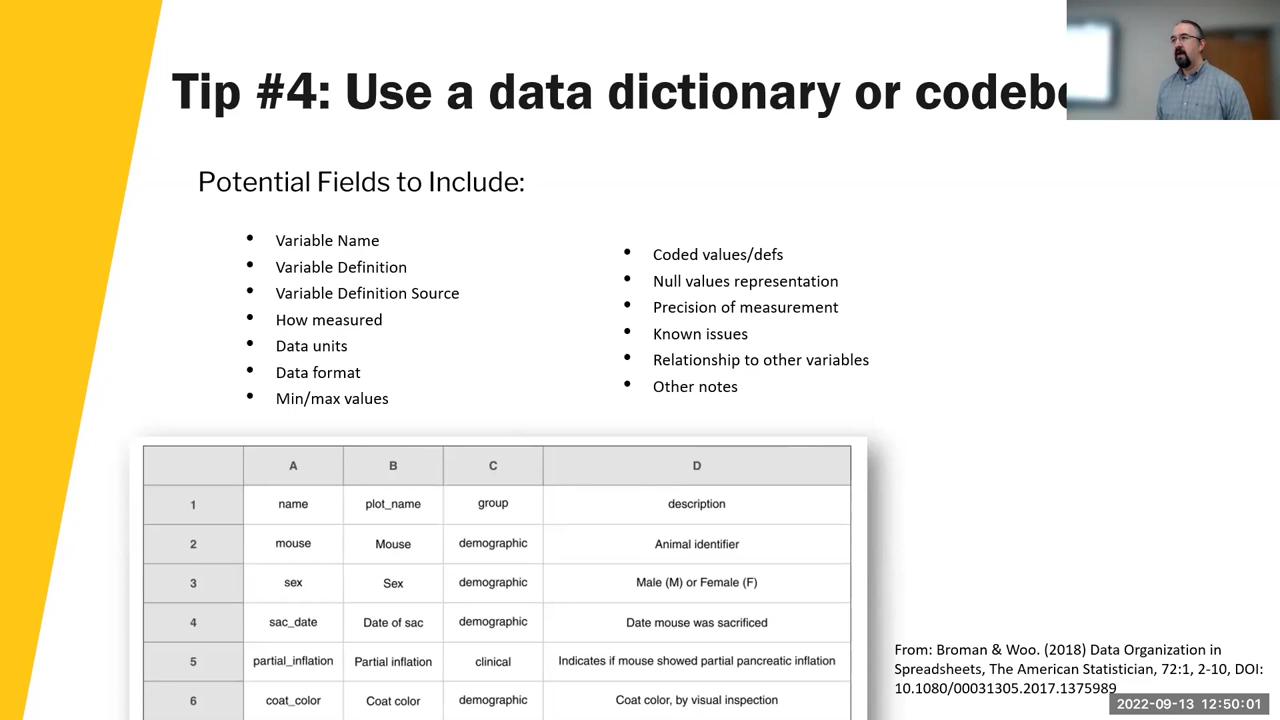 Tip #4: Use a data dictionary or codebo
Potential Fields to Include:
• Variable Name
• Variable Definition
• Variable Definition Source
• How measured
• Data units
• Data format
• Min/max values
• Coded values/defs
• Null values representation
• Precision of measurement
• Known issues
• Relationship to other variables
• Other notes
A B C D
1 name plot_name group description
2 mouse Mouse demographic Animal identifier
3 sex Sex demographic Male (M) or Female (F)
4 sac_date Date of sac demographic Date mouse was sacrificed
5 partial_inflation Partial inflation clinical Indicates if mouse showed partial pancreatic inflation
6 coat_color Coat color demographic Coat color, by visual inspection
From: Broman & Woo. (2018) Data Organization in
Spreadsheets, The American Statistician, 72:1, 2-10, DOI:
10.1080/00031305.2017.1375989
2022-09-13 12:50:01